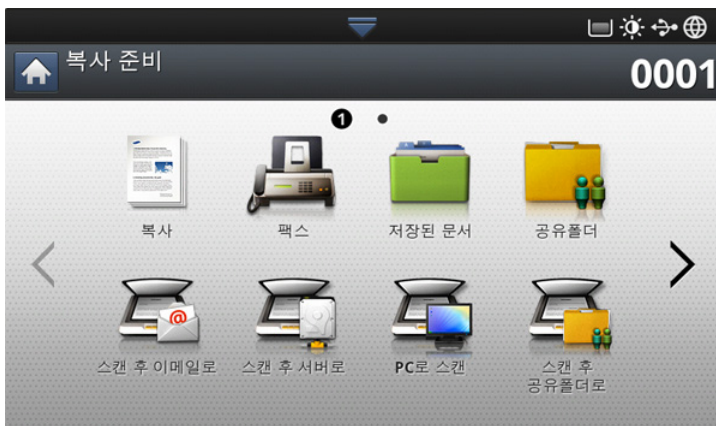 복사 준비
0001
1
복사
팩스
저장된 문서
공유폴더
스캔 후 이메일로
스캔 후 서버로
PC로 스캔
스캔 후
공유폴더로
@